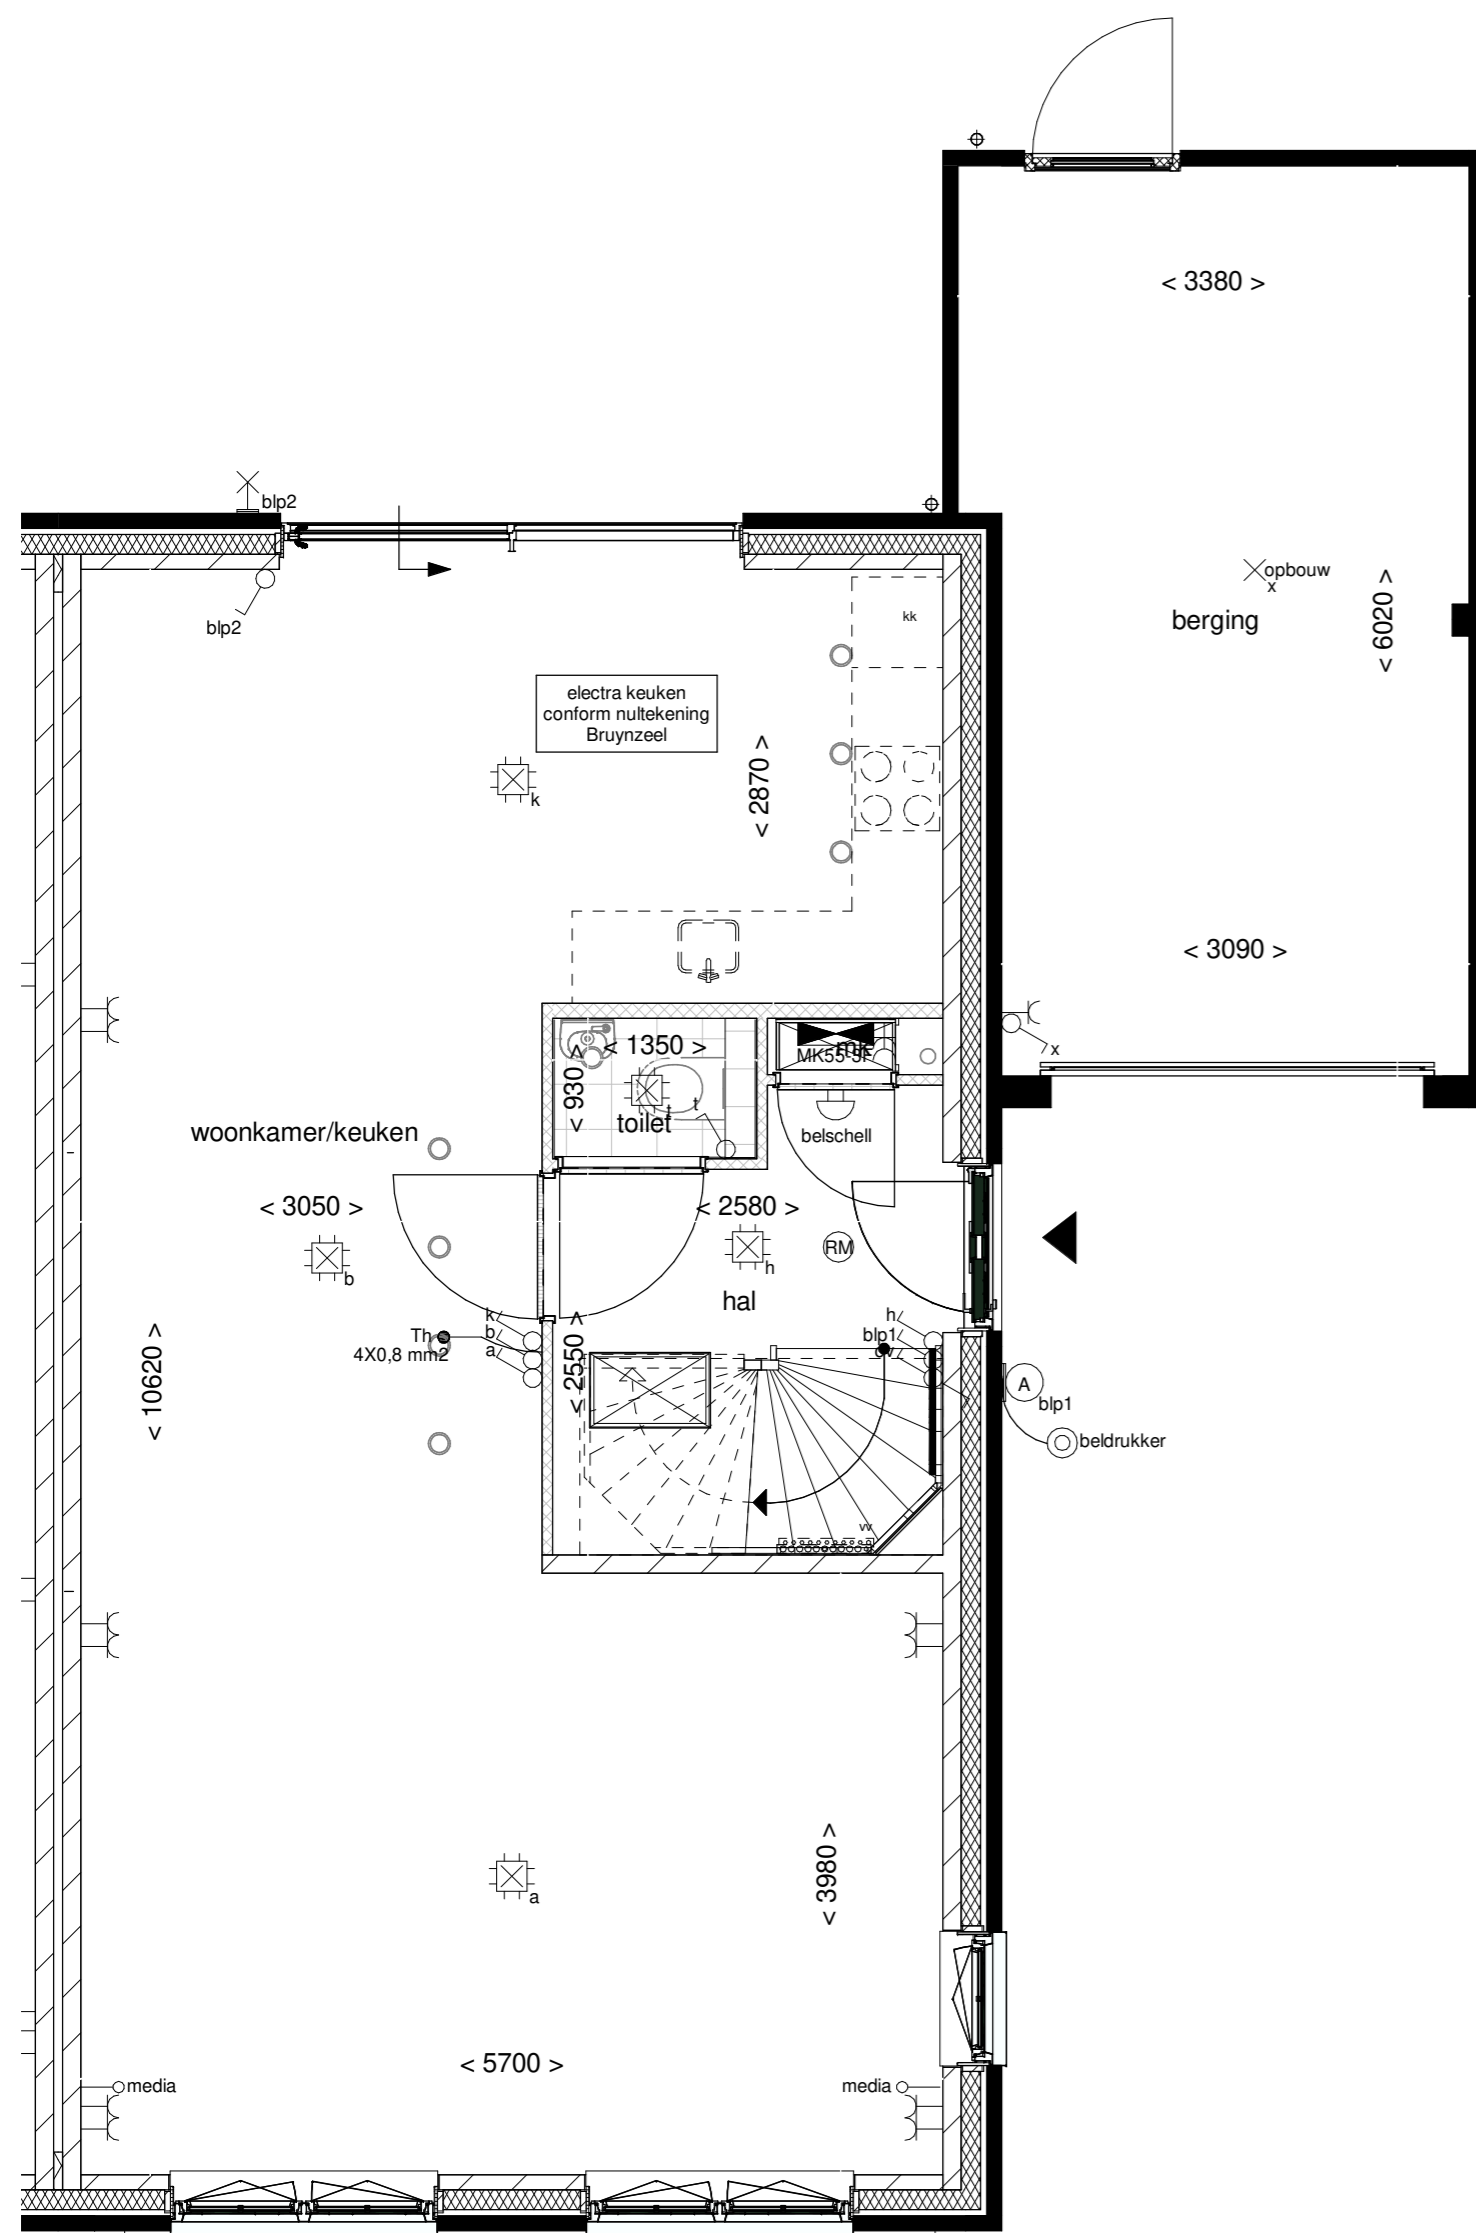 < 3380 >
blp2
opbouw
x
berging
< 6020 >
blp2
kk
electra keuken
conform nultekening
Bruynzeel
< 2870 >
k
< 3090 >
x
< 1350 >
mk
MK55-3F
< 930 >
t
t
toilet
belschell
woonkamer/keuken
< 3050 >
< 2580 >
b
h
RM
hal
k
b
a
Th
4X0,8 mm2
< 2550 >
h
blp1
< 10620 >
A
blp1
beldrukker
vv
a
< 3980 >
< 5700 >
media
media